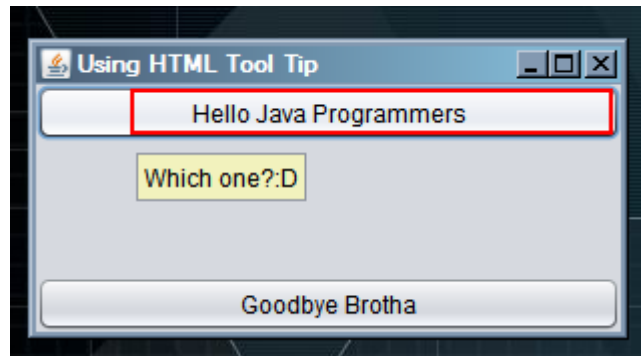 Using HTML Tool Tip
Hello Java Programmers
Which one?:D
Goodbye Brotha